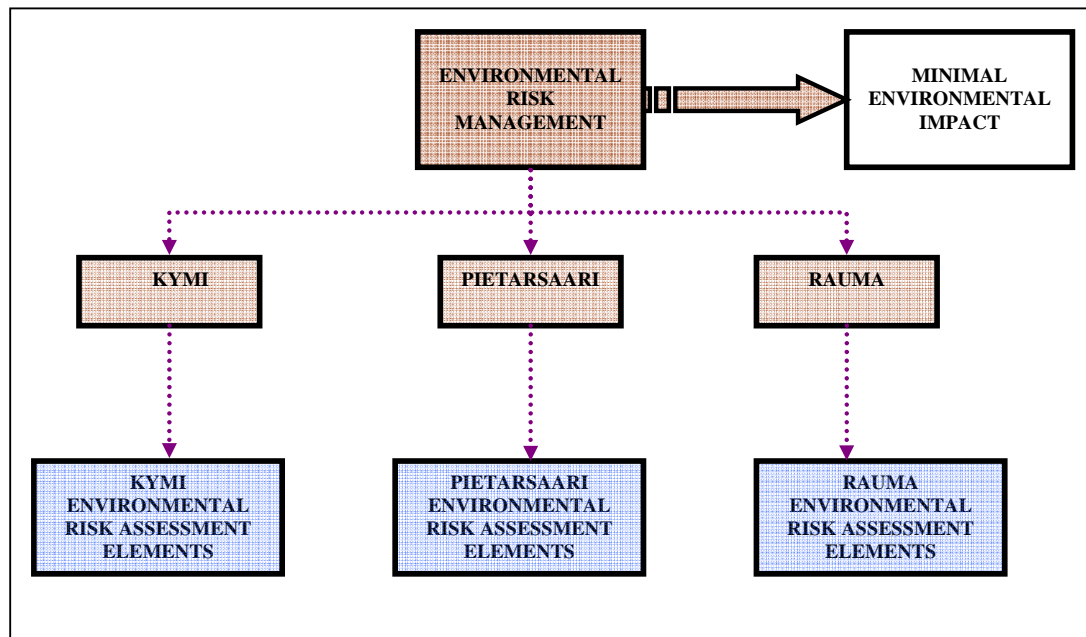 ENVIRONMENTAL
RISK
MANAGEMENT
MINIMAL
ENVIRONMENTAL
IMPACT
KYMI
PIETARSAARI
RAUMA
KYMI
ENVIRONMENTAL
RISK ASSESSMENT
ELEMENTS
PIETARSAARI
ENVIRONMENTAL
RISK ASSESSMENT
ELEMENTS
RAUMA
ENVIRONMENTAL
RISK ASSESSMENT
ELEMENTS